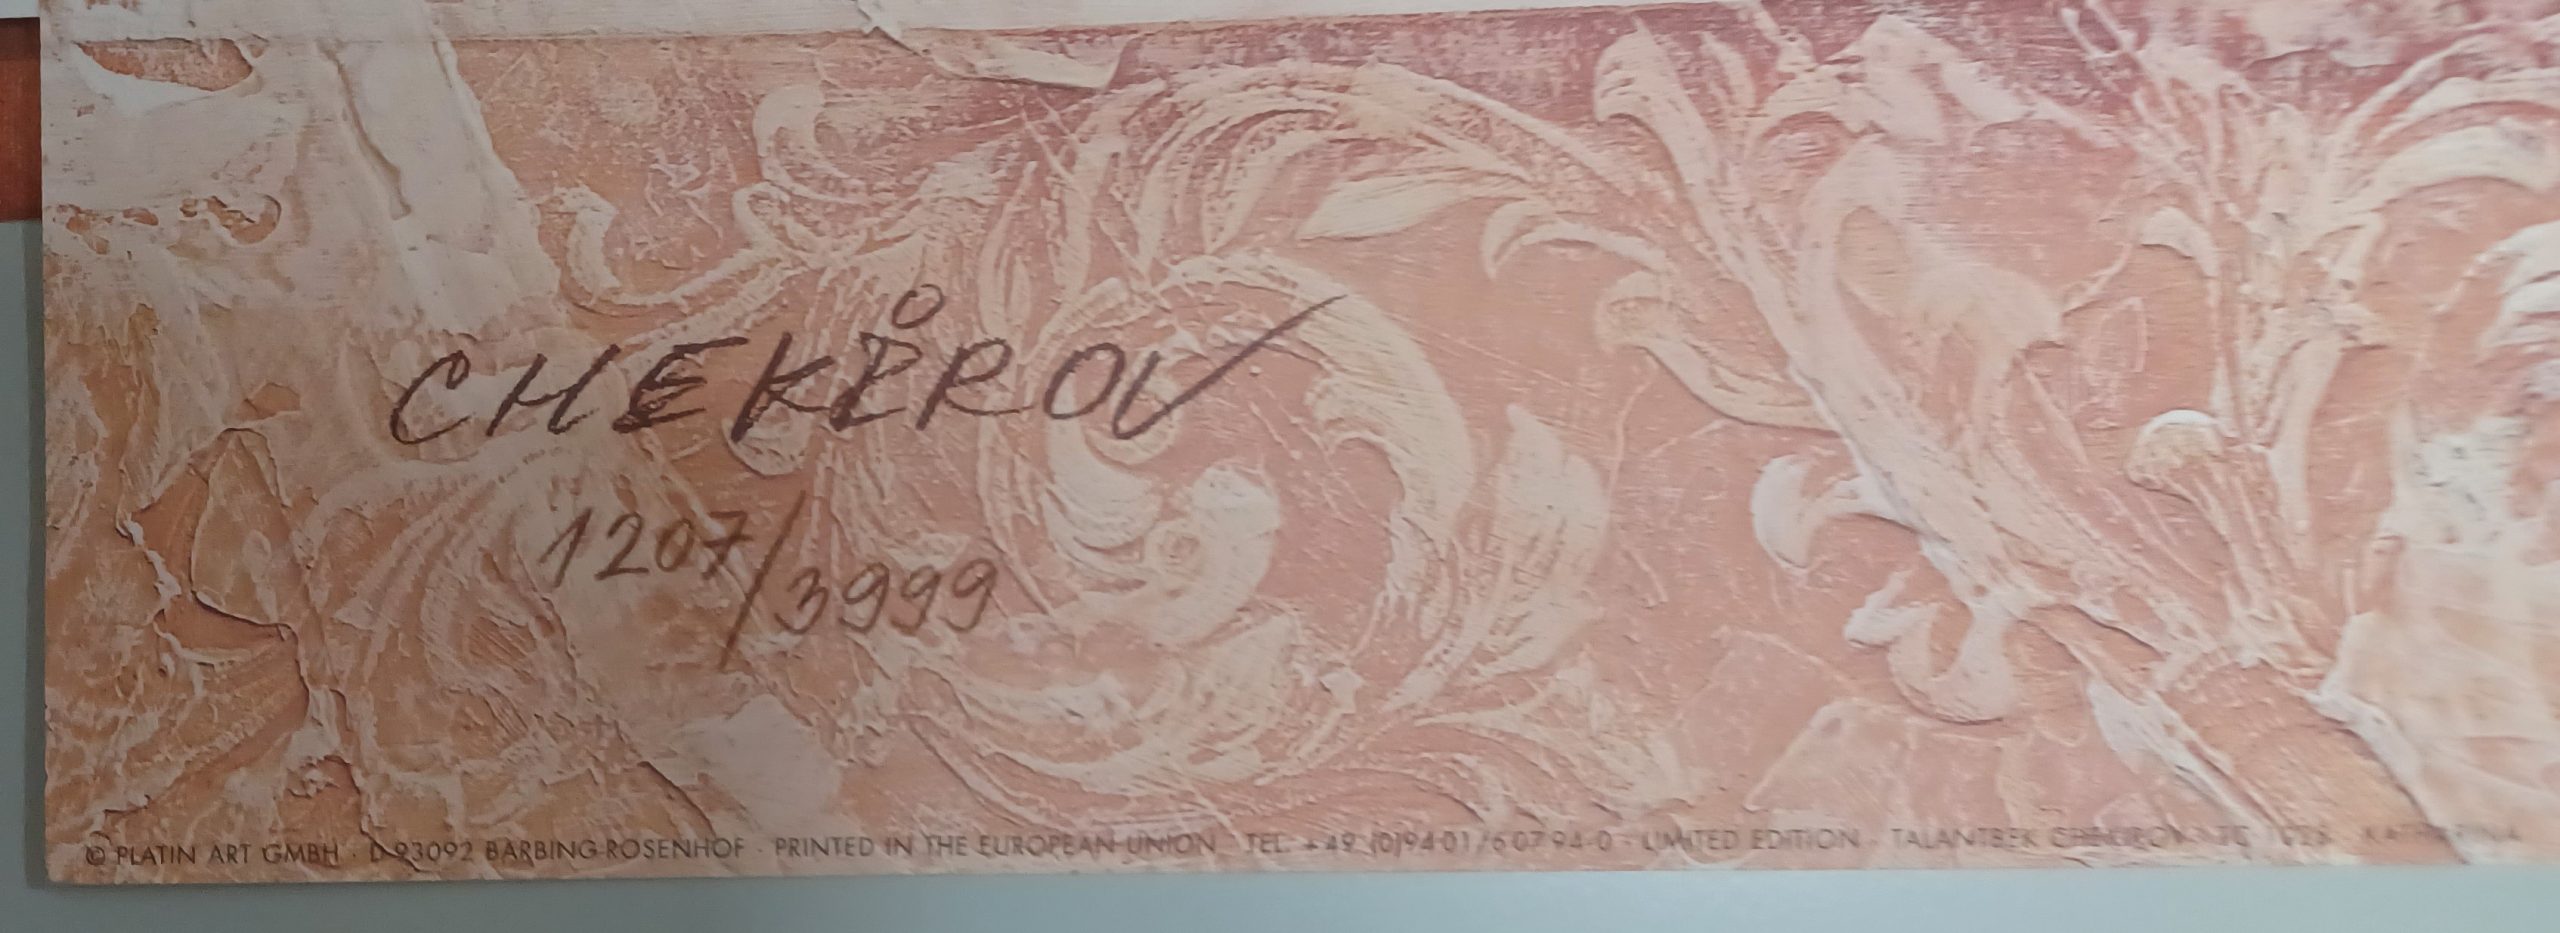 CHEKIROV
1207/3999
© PLATIN ART GMBH · D-93092 BARBING-ROSENHOF · PRINTED IN THE EUROPEAN UNION TEL: +49 (0)94 01/6 07 94-0 - LIMITED EDITION - TALANTBEK CHEKIROV